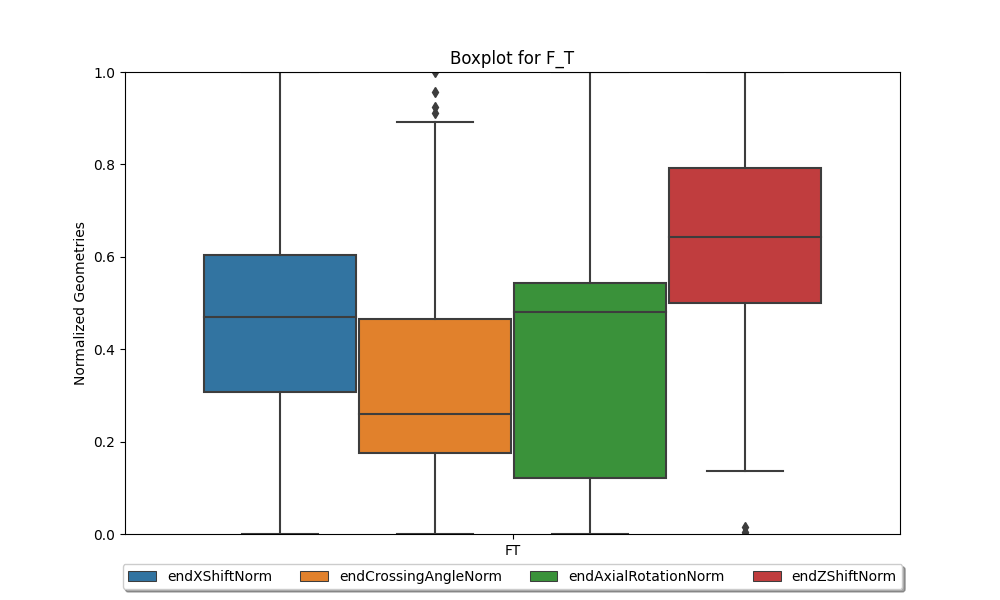 Boxplot for F_T
1.0
0.8
0.6
0.4
0.2
0.0
Normalized Geometries
FT
endXShiftNorm endCrossingAngleNorm endAxialRotationNorm endZShiftNorm